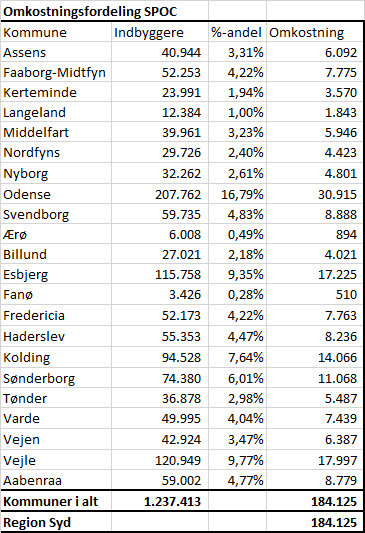 Omkostningsfordeling SPOC
Kommune Indbyggere %-andel Omkostning
Assens 40.944 3,31% 6.092
Faaborg-Midtfyn 52.253 4,22% 7.775
Kerteminde 23.991 1,94% 3.570
Langeland 12.384 1,00% 1.843
Middelfart 39.961 3,23% 5.946
Nordfyns 29.726 2,40% 4.423
Nyborg 32.262 2,61% 4.801
Odense 207.762 16,79% 30.915
Svendborg 59.735 4,83% 8.888
Ærø 6.008 0,49% 894
Billund 27.021 2,18% 4.021
Esbjerg 115.758 9,35% 17.225
Fanø 3.426 0,28% 510
Fredericia 52.173 4,22% 7.763
Haderslev 55.353 4,47% 8.236
Kolding 94.528 7,64% 14.066
Sønderborg 74.380 6,01% 11.068
Tønder 36.878 2,98% 5.487
Varde 49.995 4,04% 7.439
Vejen 42.924 3,47% 6.387
Vejle 120.949 9,77% 17.997
Aabenraa 59.002 4,77% 8.779
Kommuner i alt 1.237.413 184.125
Region Syd 184.125